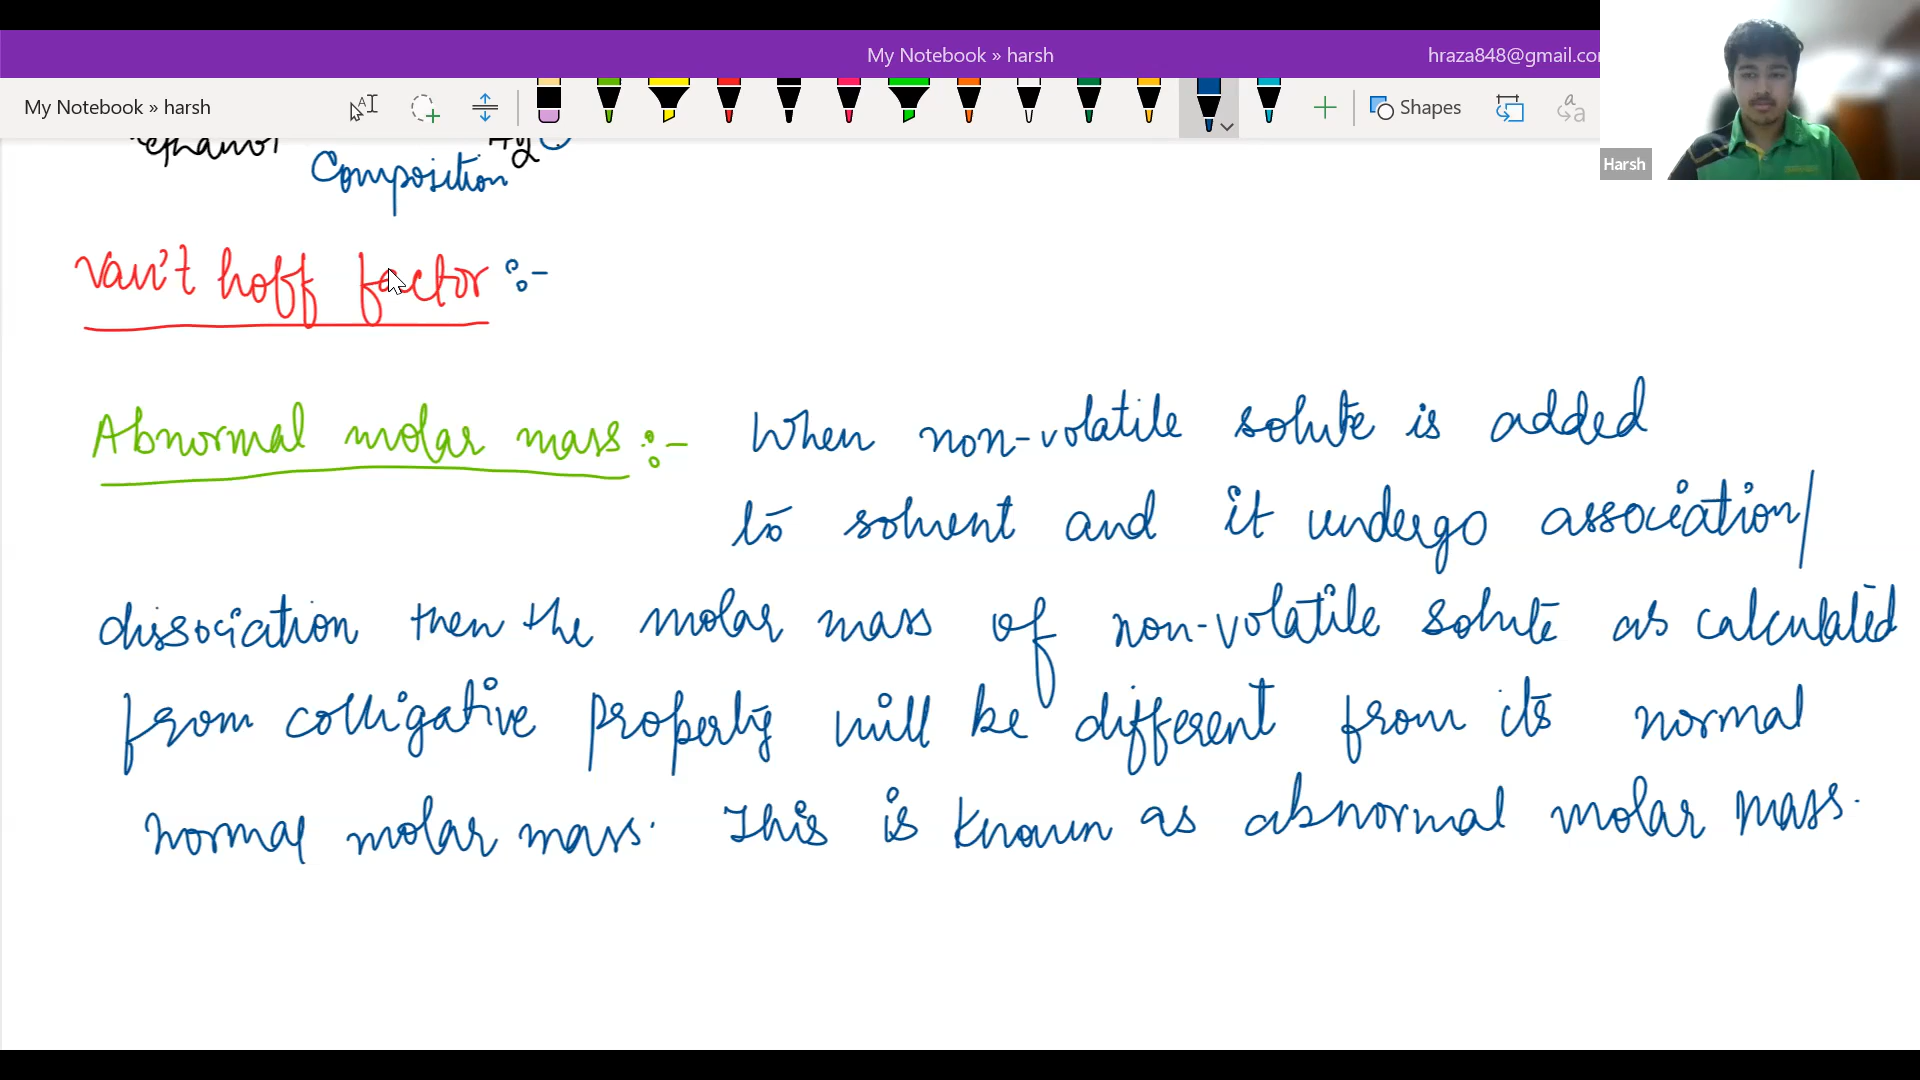 My Notebook » harsh
hraza848@gmail.co
My Notebook » harsh
Shapes
Harsh
ethanol
Composition
Van't hoff factor :-
Abnormal molar mass :- When non-volatile solute is added
to solvent and it undergo association/
dissociation then the molar mass of non-volatile solute as calculated
from colligative property will be different from its normal
normal molar mass. This is known as abnormal molar mass.